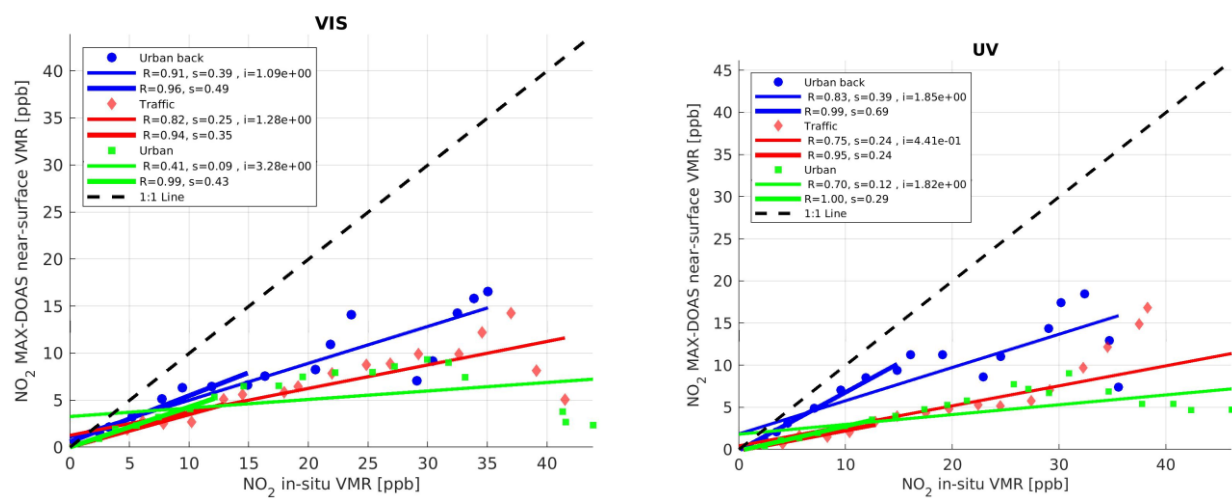 VIS
NO2 MAX-DOAS near-surface VMR [ppb]
40
35
30
25
20
15
10
5
0
Urban back
R=0.91, s=0.39 , i=1.09e+00
R=0.96, s=0.49
Traffic
R=0.82, s=0.25 , i=1.28e+00
R=0.94, s=0.35
Urban
R=0.41, s=0.09 , i=3.28e+00
R=0.99, s=0.43
1:1 Line
0 5 10 15 20 25 30 35 40
NO2 in-situ VMR [ppb]
UV
NO2 MAX-DOAS near-surface VMR [ppb]
45
40
35
30
25
20
15
10
5
0
Urban back
R=0.83, s=0.39 , i=1.85e+00
R=0.99, s=0.69
Traffic
R=0.75, s=0.24 , i=4.41e-01
R=0.95, s=0.24
Urban
R=0.70, s=0.12 , i=1.82e+00
R=1.00, s=0.29
1:1 Line
0 10 20 30 40
NO2 in-situ VMR [ppb]